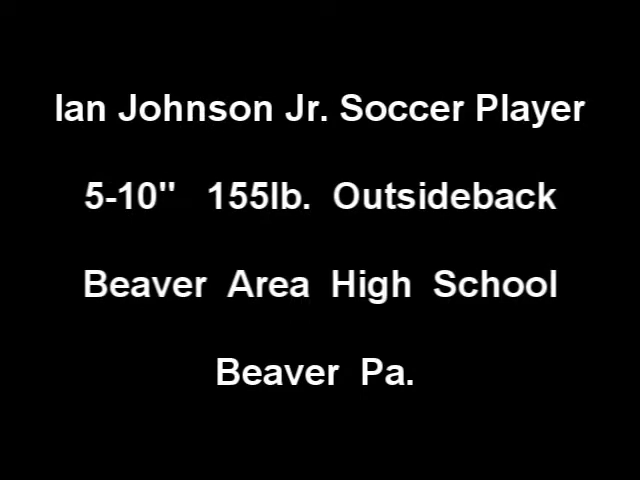 Ian Johnson Jr. Soccer Player
5-10" 155lb. Outsideback
Beaver Area High School
Beaver Pa.